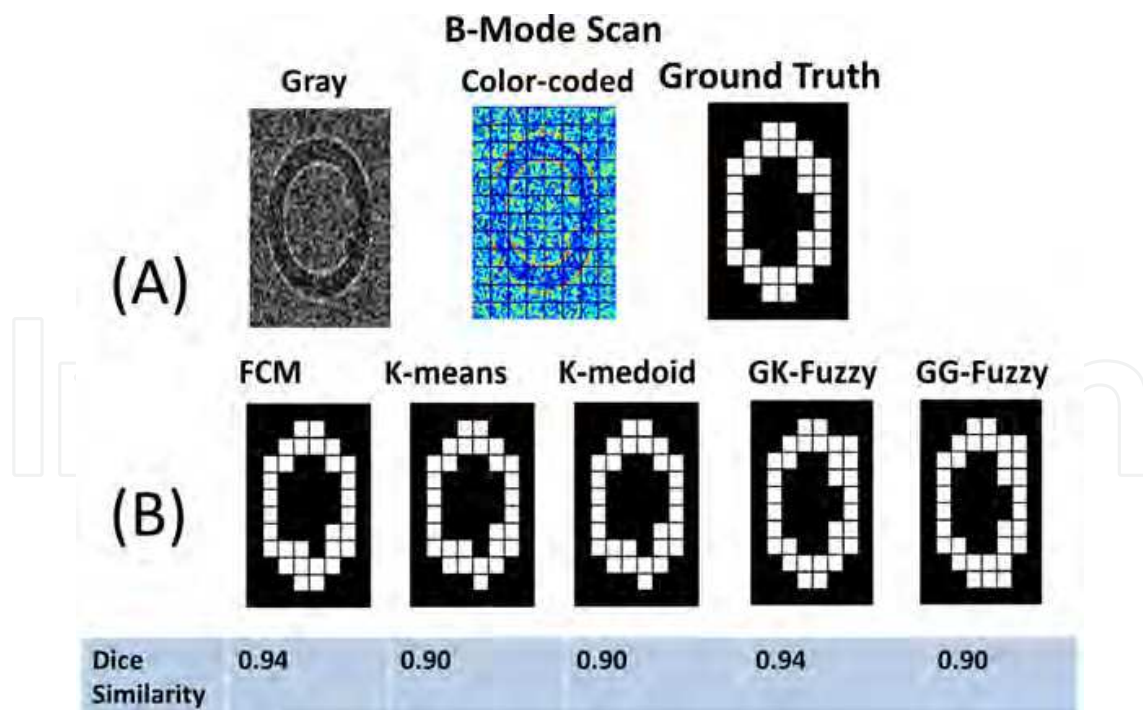 B-Mode Scan
Gray Color-coded Ground Truth
(A)
FCM K-means K-medoid GK-Fuzzy GG-Fuzzy
(B)
Dice Similarity 0.94 0.90 0.90 0.94 0.90